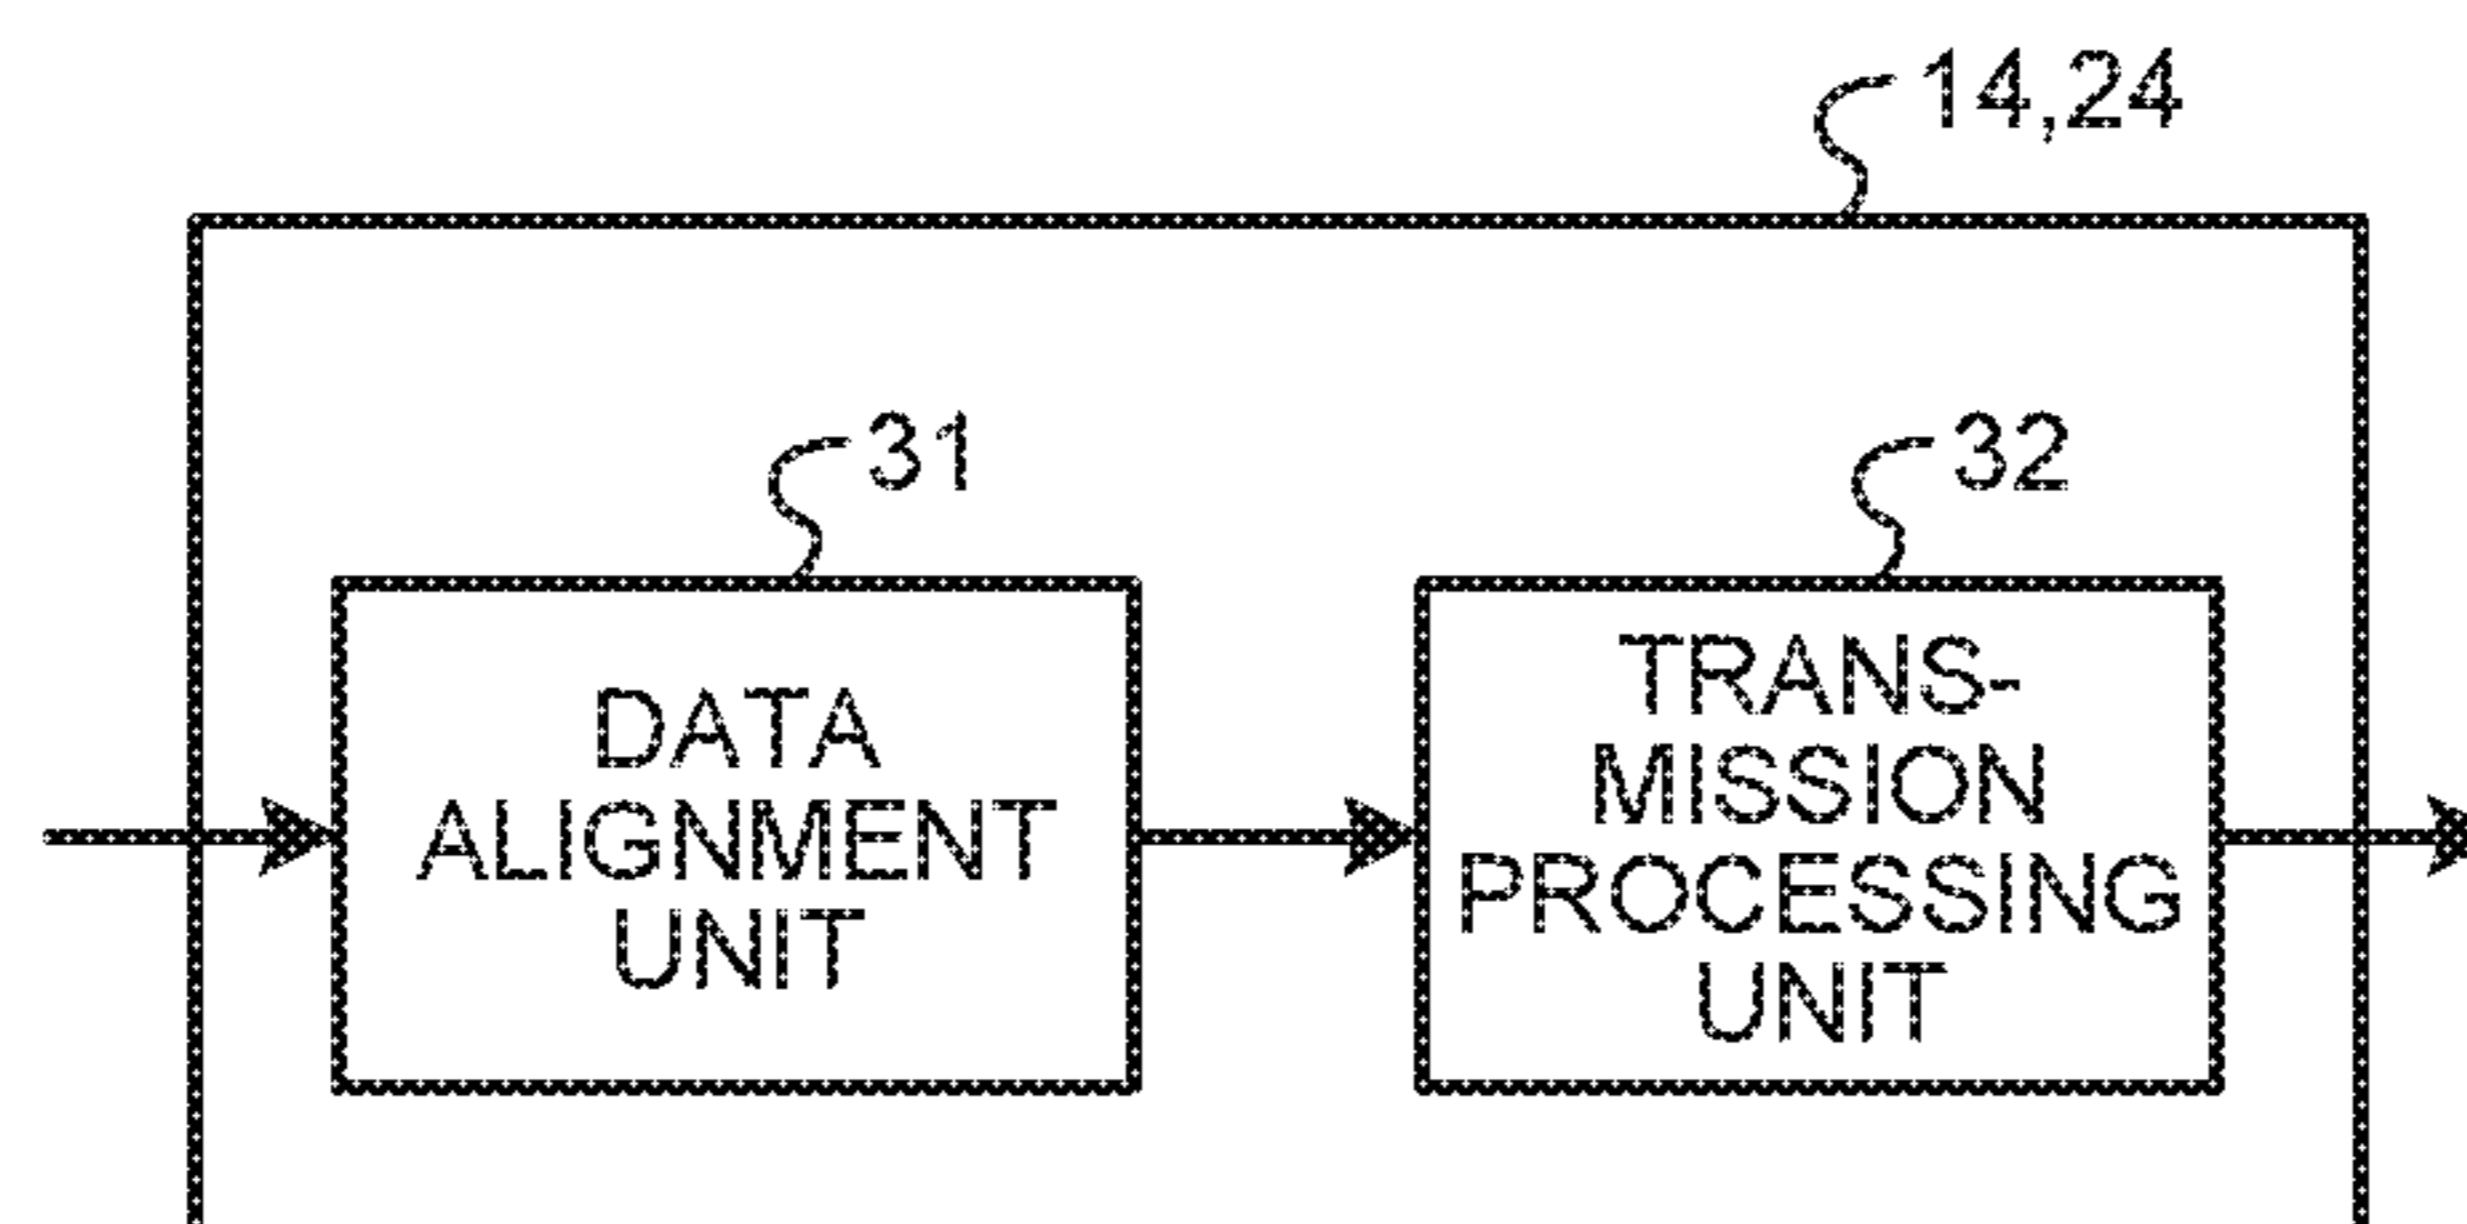 14,24
31
32
DATA
ALIGNMENT
UNIT
TRANS-
MISSION
PROCESSING
UNIT